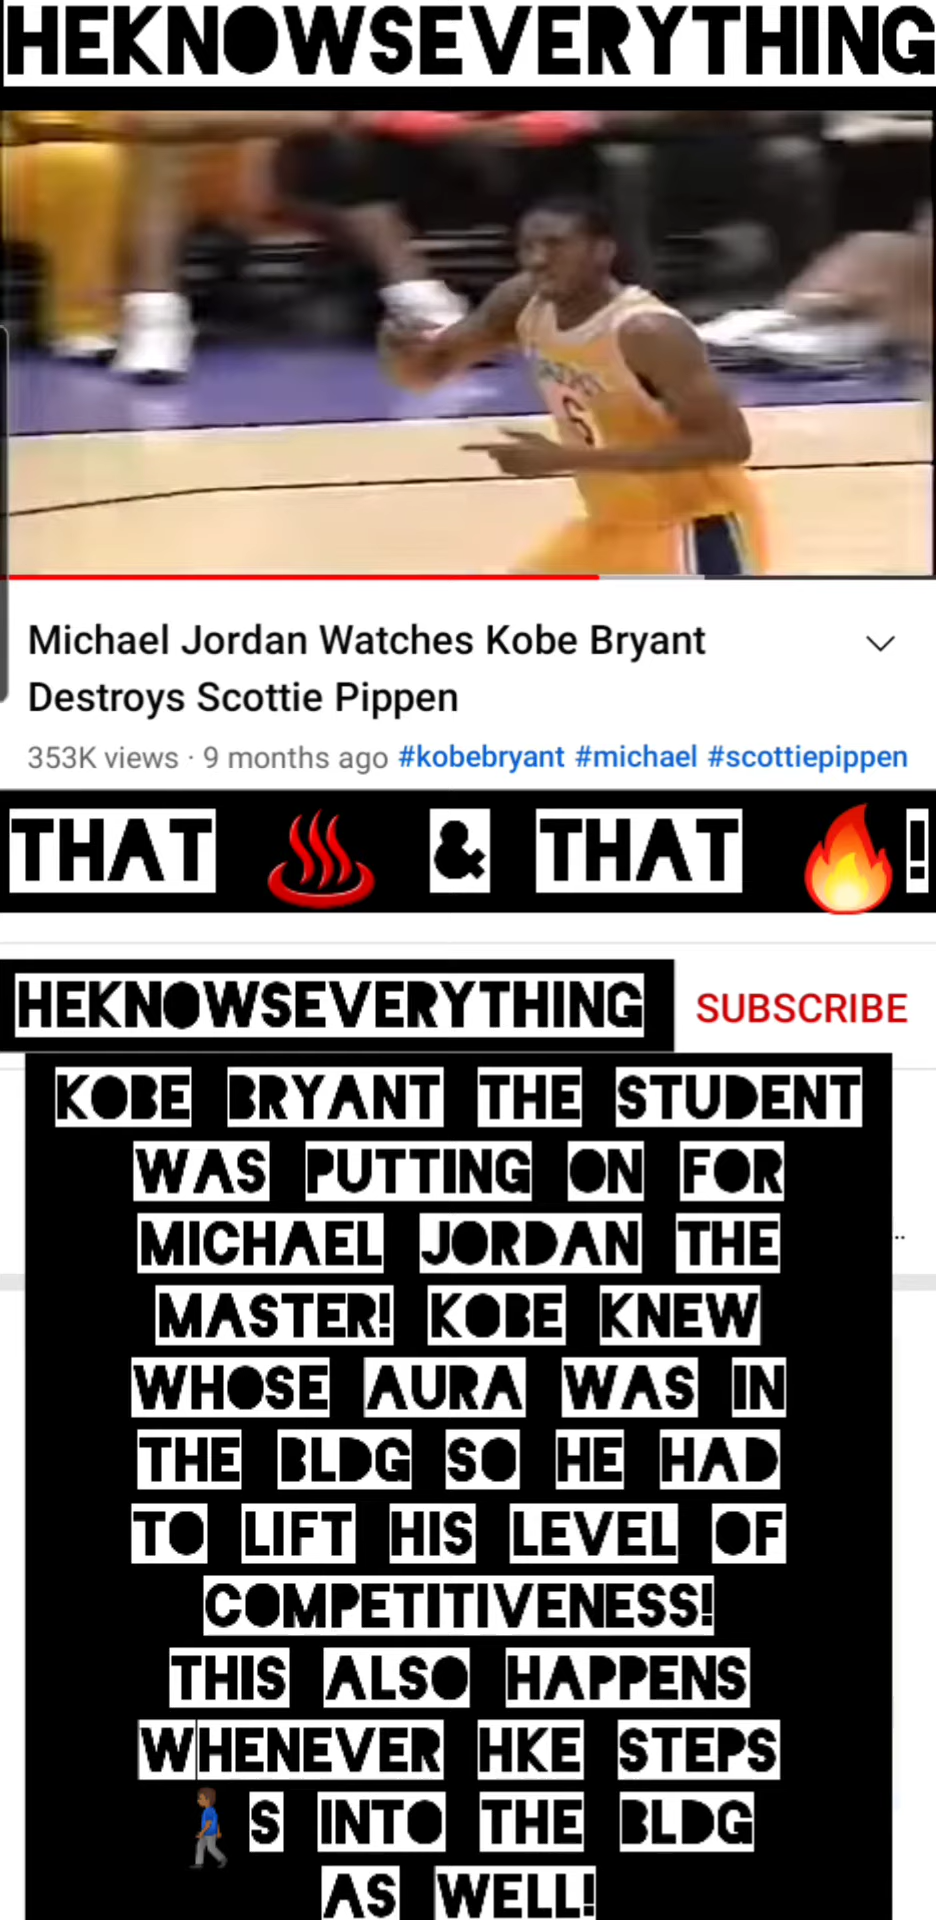 HEKNOWSEVERYTHING
Michael Jordan Watches Kobe Bryant
Destroys Scottie Pippen
353K views · 9 months ago #kobebryant #michael #scottiepippen
THAT ♨️ & THAT 🔥!
HEKNOWSEVERYTHING SUBSCRIBE
KOBE BRYANT THE STUDENT
WAS PUTTING ON FOR
MICHAEL JORDAN THE
MASTER! KOBE KNEW
WHOSE AURA WAS IN
THE BLDG SO HE HAD
TO LIFT HIS LEVEL OF
COMPETITIVENESS!
THIS ALSO HAPPENS
WHENEVER HKE STEPS
🚶🏾‍♂️S INTO THE BLDG
AS WELL!